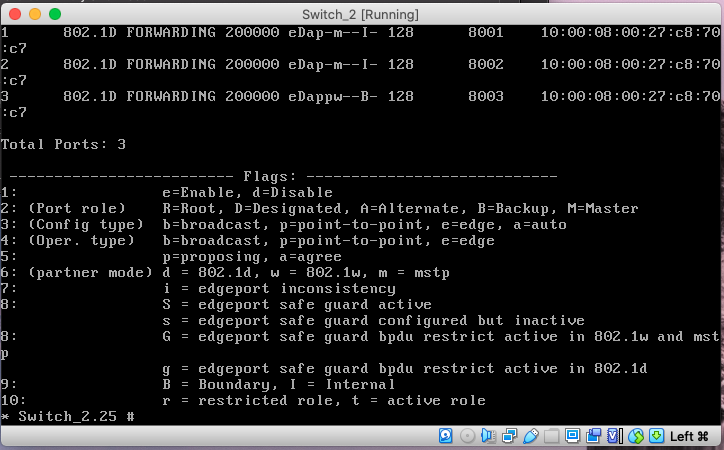 Switch_2 [Running]
1 802.1D FORWARDING 200000 eDap-m--I- 128 8001 10:00:08:00:27:c8:70
:c7
2 802.1D FORWARDING 200000 eDap-m--I- 128 8002 10:00:08:00:27:c8:70
:c7
3 802.1D FORWARDING 200000 eDappw--B- 128 8003 10:00:08:00:27:c8:70
:c7
Total Ports: 3
------------------------- Flags: ----------------------------
1: e=Enable, d=Disable
2: (Port role) R=Root, D=Designated, A=Alternate, B=Backup, M=Master
3: (Config type) b=broadcast, p=point-to-point, e=edge, a=auto
4: (Oper. type) b=broadcast, p=point-to-point, e=edge
5: p=proposing, a=agree
6: (partner mode) d = 802.1d, w = 802.1w, m = mstp
7: i = edgeport inconsistency
8: S = edgeport safe guard active
s = edgeport safe guard configured but inactive
8: G = edgeport safe guard bpdu restrict active in 802.1w and mst
p
g = edgeport safe guard bpdu restrict active in 802.1d
9: B = Boundary, I = Internal
10: r = restricted role, t = active role
* Switch_2.25 #
Left ⌘